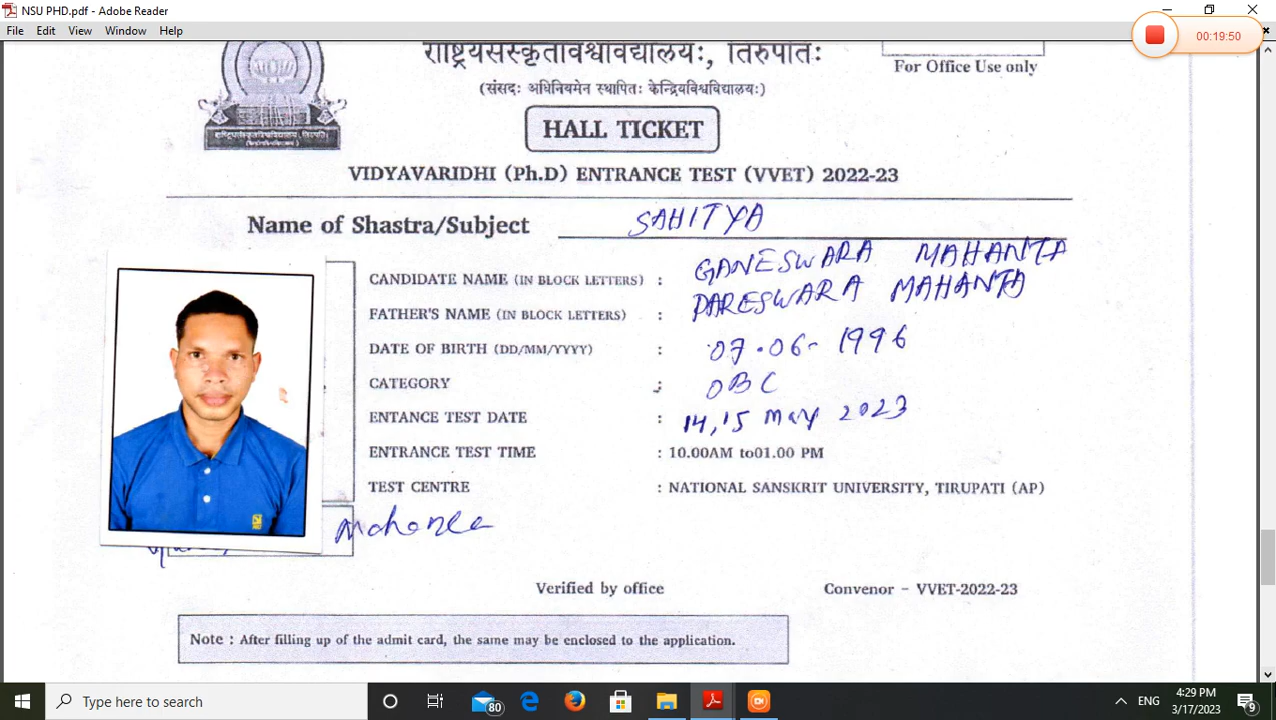 NSU PHD.pdf - Adobe Reader
File Edit View Window Help
00:19:50
राष्ट्रियसंस्कृतविश्वविद्यालयः, तिरुपतिः
For Office Use only
(संसदः अधिनियमेन स्थापितः केन्द्रियविश्वविद्यालयः)
HALL TICKET
VIDYAVARIDHI (Ph.D) ENTRANCE TEST (VVET) 2022-23
Name of Shastra/Subject SAHITYA
CANDIDATE NAME (IN BLOCK LETTERS) : GANESWARA MAHANTA
FATHER'S NAME (IN BLOCK LETTERS) : PARESWARA MAHANTA
DATE OF BIRTH (DD/MM/YYYY) : 07.06-1996
CATEGORY : OBC
ENTANCE TEST DATE : 14,15 May 2023
ENTRANCE TEST TIME : 10.00AM to01.00 PM
TEST CENTRE : NATIONAL SANSKRIT UNIVERSITY, TIRUPATI (AP)
Verified by office Convenor - VVET-2022-23
Note : After filling up of the admit card, the same may be enclosed to the application.
Type here to search
80
ENG
4:29 PM
3/17/2023
9